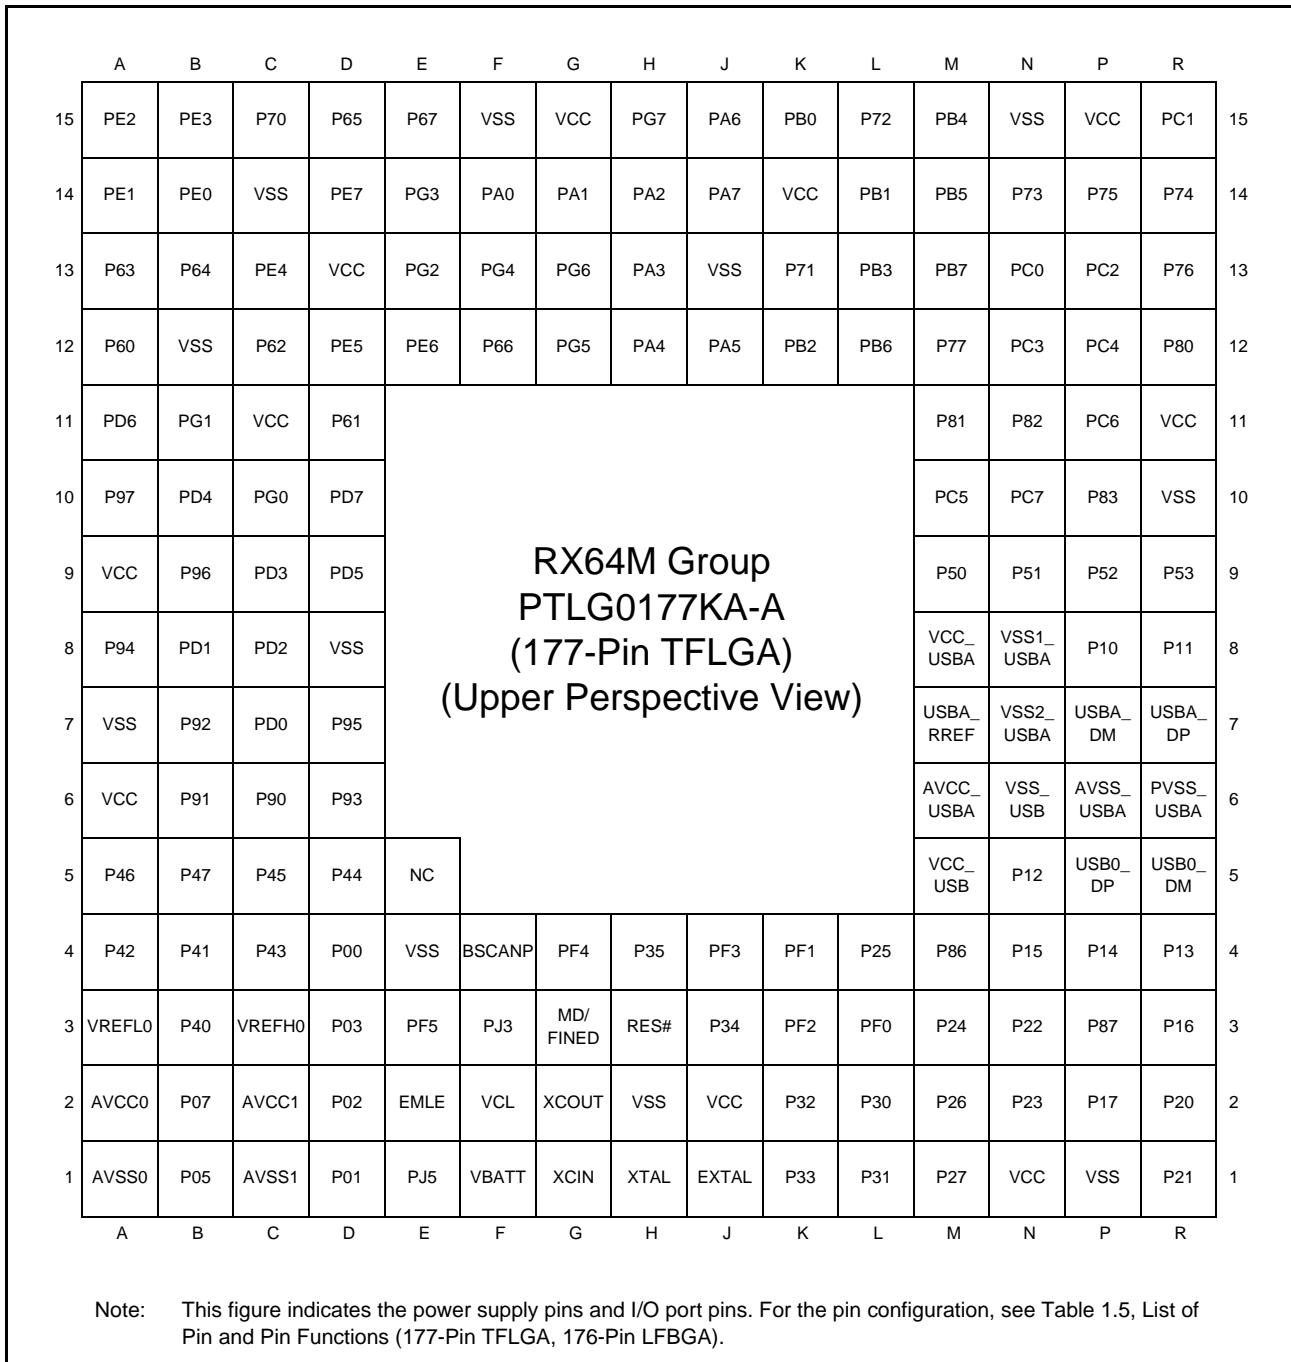 A B C D E F G H J K L M N P R
15 PE2 PE3 P70 P65 P67 VSS VCC PG7 PA6 PB0 P72 PB4 VSS VCC PC1 15
14 PE1 PE0 VSS PE7 PG3 PA0 PA1 PA2 PA7 VCC PB1 PB5 P73 P75 P74 14
13 P63 P64 PE4 VCC PG2 PG4 PG6 PA3 VSS P71 PB3 PB7 PC0 PC2 P76 13
12 P60 VSS P62 PE5 PE6 P66 PG5 PA4 PA5 PB2 PB6 P77 PC3 PC4 P80 12
11 PD6 PG1 VCC P61 P81 P82 PC6 VCC 11
10 P97 PD4 PG0 PD7 PC5 PC7 P83 VSS 10
9 VCC P96 PD3 PD5 P50 P51 P52 P53 9
8 P94 PD1 PD2 VSS VCC_ USBA VSS1_ USBA P10 P11 8
7 VSS P92 PD0 P95 USBA_ RREF VSS2_ USBA USBA_ DM USBA_ DP 7
6 VCC P91 P90 P93 AVCC_ USBA VSS_ USB AVSS_ USBA PVSS_ USBA 6
5 P46 P47 P45 P44 NC VCC_ USB P12 USB0_ DP USB0_ DM 5
4 P42 P41 P43 P00 VSS BSCANP PF4 P35 PF3 PF1 P25 P86 P15 P14 P13 4
3 VREFL0 P40 VREFH0 P03 PF5 PJ3 MD/ FINED RES# P34 PF2 PF0 P24 P22 P87 P16 3
2 AVCC0 P07 AVCC1 P02 EMLE VCL XCOUT VSS VCC P32 P30 P26 P23 P17 P20 2
1 AVSS0 P05 AVSS1 P01 PJ5 VBATT XCIN XTAL EXTAL P33 P31 P27 VCC VSS P21 1
A B C D E F G H J K L M N P R
RX64M Group
PTLG0177KA-A
(177-Pin TFLGA)
(Upper Perspective View)
Note: This figure indicates the power supply pins and I/O port pins. For the pin configuration, see Table 1.5, List of
Pin and Pin Functions (177-Pin TFLGA, 176-Pin LFBGA).